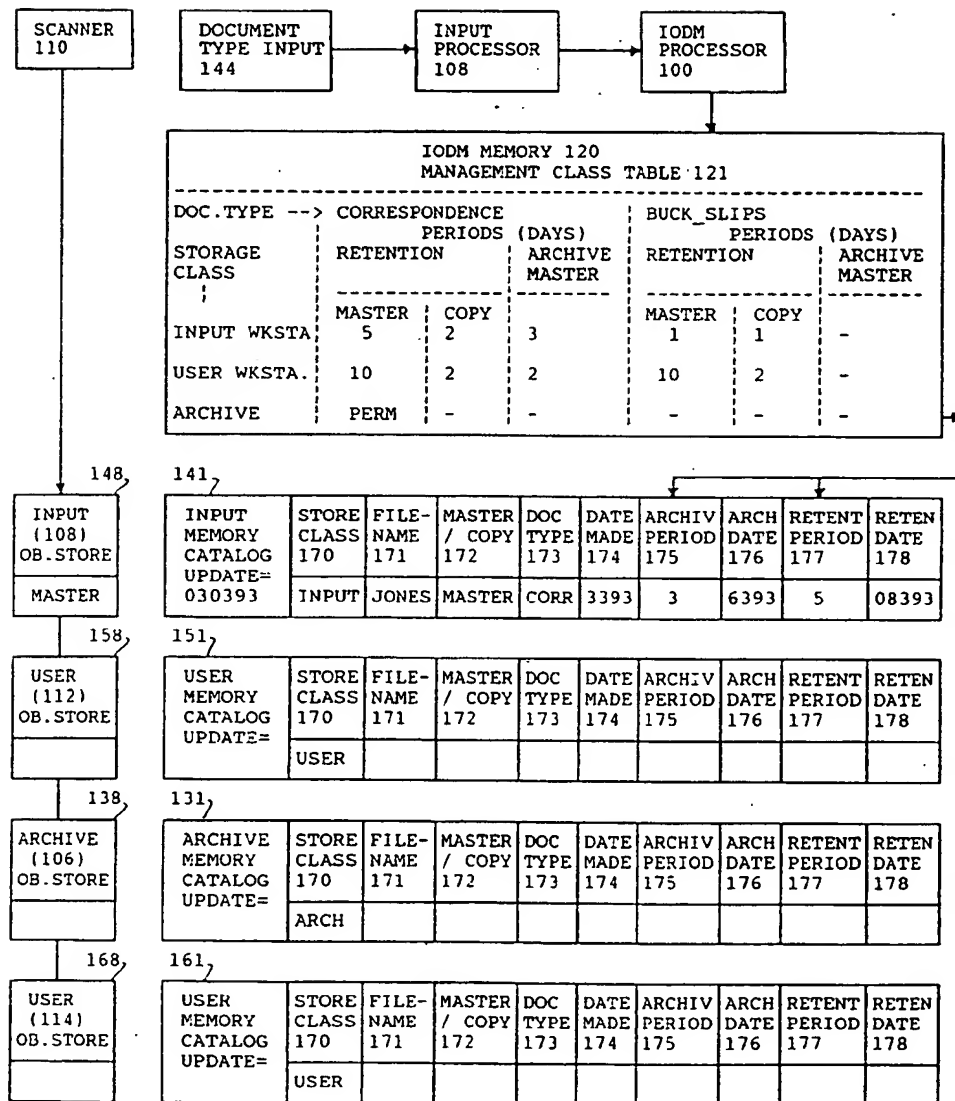 SCANNER
110
DOCUMENT
TYPE INPUT
144
INPUT
PROCESSOR
108
IODM
PROCESSOR
100
IODM MEMORY 120
MANAGEMENT CLASS TABLE 121
DOC.TYPE --> CORRESPONDENCE BUCK_SLIPS
PERIODS (DAYS) PERIODS (DAYS)
STORAGE RETENTION ARCHIVE RETENTION ARCHIVE
CLASS MASTER MASTER
MASTER COPY MASTER COPY
INPUT WKSTA 5 2 3 1 1 -
USER WKSTA. 10 2 2 10 2 -
ARCHIVE PERM - - - - -
148
INPUT
(108)
OB.STORE
MASTER
141
INPUT
MEMORY
CATALOG
UPDATE=
030393
STORE FILE- MASTER DOC DATE ARCHIV ARCH RETENT RETEN
CLASS NAME / COPY TYPE MADE PERIOD DATE PERIOD DATE
170 171 172 173 174 175 176 177 178
INPUT JONES MASTER CORR 3393 3 6393 5 08393
158
USER
(112)
OB.STORE
151
USER
MEMORY
CATALOG
UPDATE=
STORE FILE- MASTER DOC DATE ARCHIV ARCH RETENT RETEN
CLASS NAME / COPY TYPE MADE PERIOD DATE PERIOD DATE
170 171 172 173 174 175 176 177 178
USER
138
ARCHIVE
(106)
OB.STORE
131
ARCHIVE
MEMORY
CATALOG
UPDATE=
STORE FILE- MASTER DOC DATE ARCHIV ARCH RETENT RETEN
CLASS NAME / COPY TYPE MADE PERIOD DATE PERIOD DATE
170 171 172 173 174 175 176 177 178
ARCH
168
USER
(114)
OB.STORE
161
USER
MEMORY
CATALOG
UPDATE=
STORE FILE- MASTER DOC DATE ARCHIV ARCH RETENT RETEN
CLASS NAME / COPY TYPE MADE PERIOD DATE PERIOD DATE
170 171 172 173 174 175 176 177 178
USER